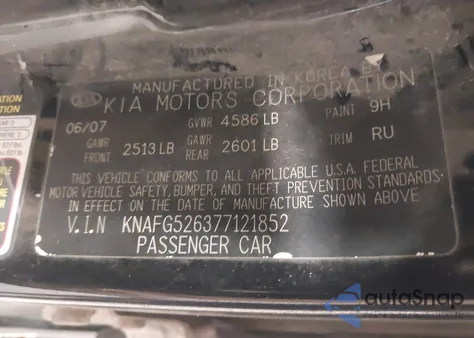 MANUFACTURED IN KOREA BY
KIA MOTORS CORPORATION
06/07 GVWR 4586 LB PAINT 9H
GAWR FRONT 2513 LB GAWR REAR 2601 LB TRIM RU
THIS VEHICLE CONFORMS TO ALL APPLICABLE U.S.A. FEDERAL
MOTOR VEHICLE SAFETY, BUMPER, AND THEFT PREVENTION STANDARDS
IN EFFECT ON THE DATE OF MANUFACTURE SHOWN ABOVE
V.I.N KNAFG526377121852
PASSENGER CAR
autoSnap